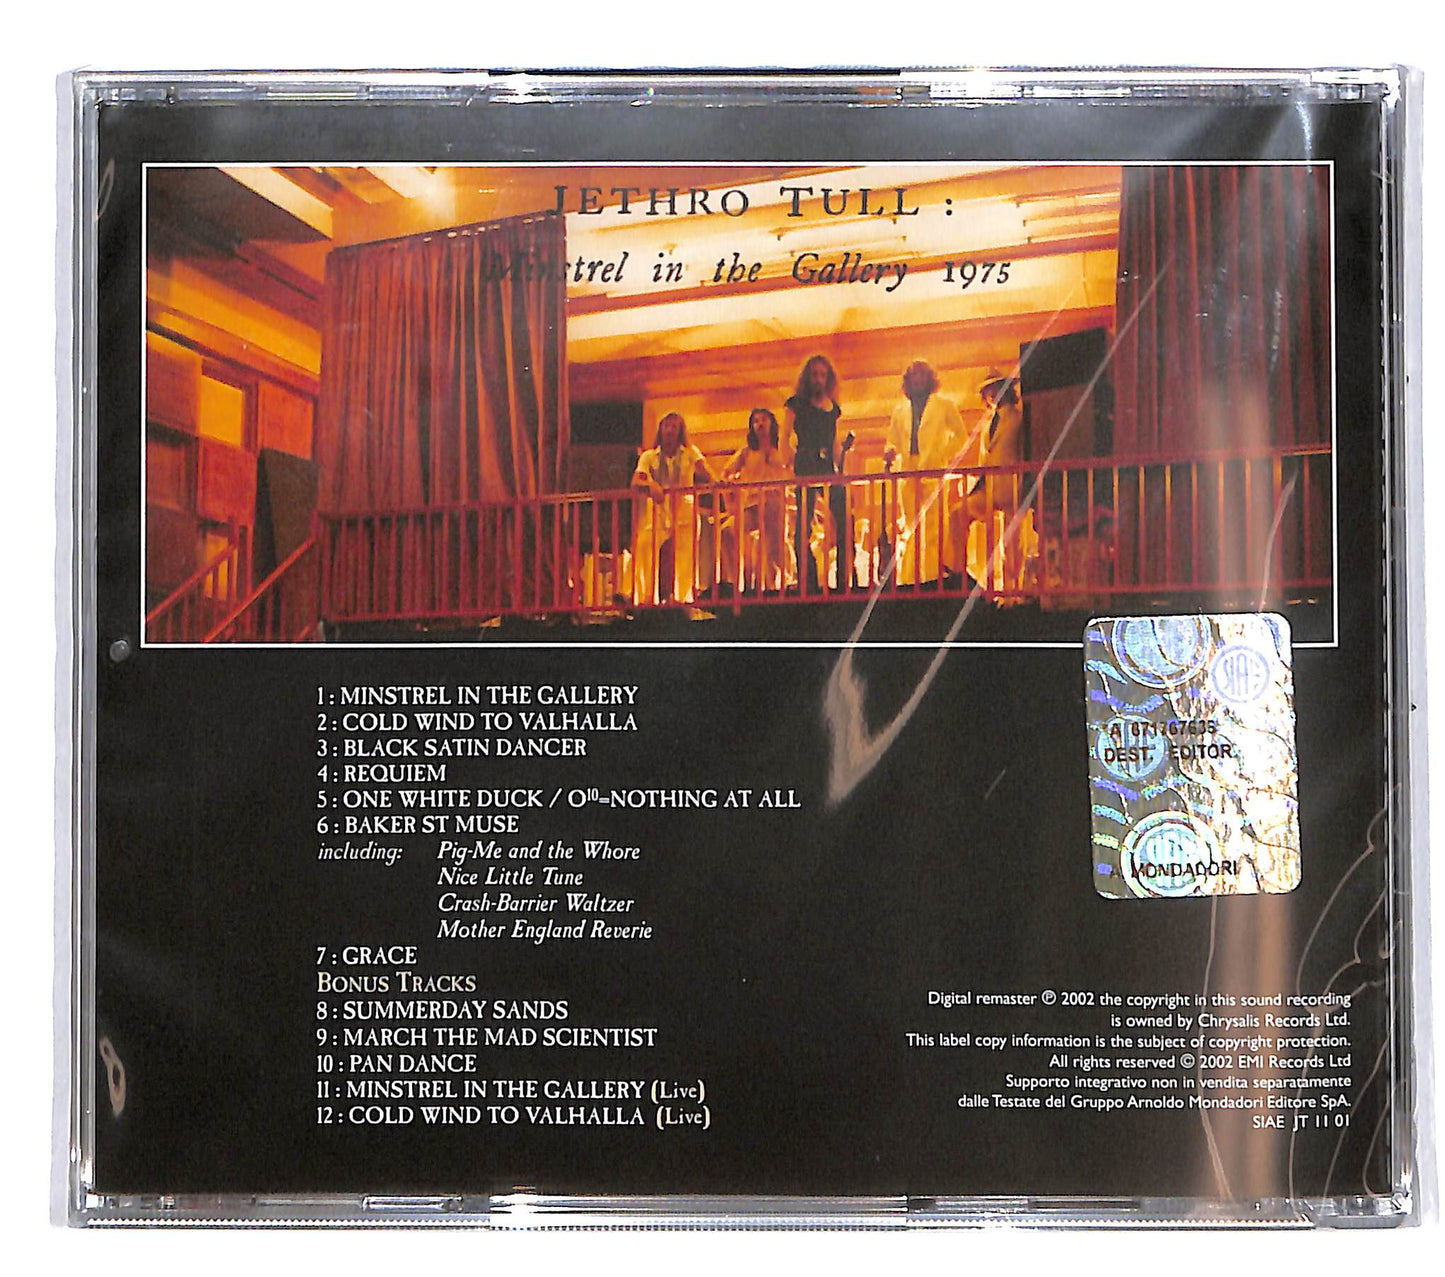 JETHRO TULL :
Minstrel in the Gallery 1975
1 : MINSTREL IN THE GALLERY
2 : COLD WIND TO VALHALLA
3 : BLACK SATIN DANCER
4 : REQUIEM
5 : ONE WHITE DUCK / O¹⁰=NOTHING AT ALL
6 : BAKER ST MUSE
including: Pig-Me and the Whore
Nice Little Tune
Crash-Barrier Waltzer
Mother England Reverie
7 : GRACE
BONUS TRACKS
8 : SUMMERDAY SANDS
9 : MARCH THE MAD SCIENTIST
10 : PAN DANCE
11 : MINSTREL IN THE GALLERY (Live)
12 : COLD WIND TO VALHALLA (Live)
SIAE
DEST. EDITOR
MONDADORI
Digital remaster ℗ 2002 the copyright in this sound recording
is owned by Chrysalis Records Ltd.
This label copy information is the subject of copyright protection.
All rights reserved © 2002 EMI Records Ltd
Supporto integrativo non in vendita separatamente
dalle Testate del Gruppo Arnoldo Mondadori Editore SpA.
SIAE JT 11 01